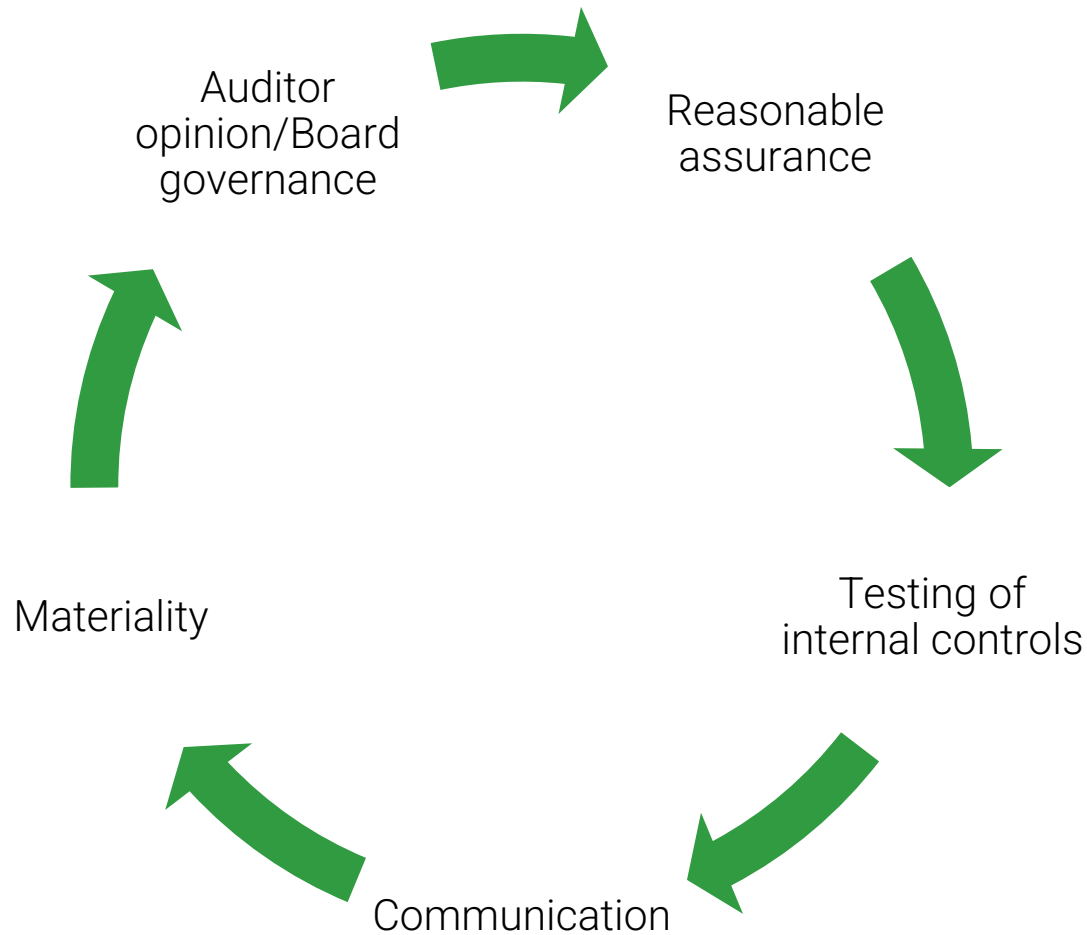 Auditor
opinion/Board
governance
Reasonable
assurance
Testing of
internal controls
Communication
Materiality